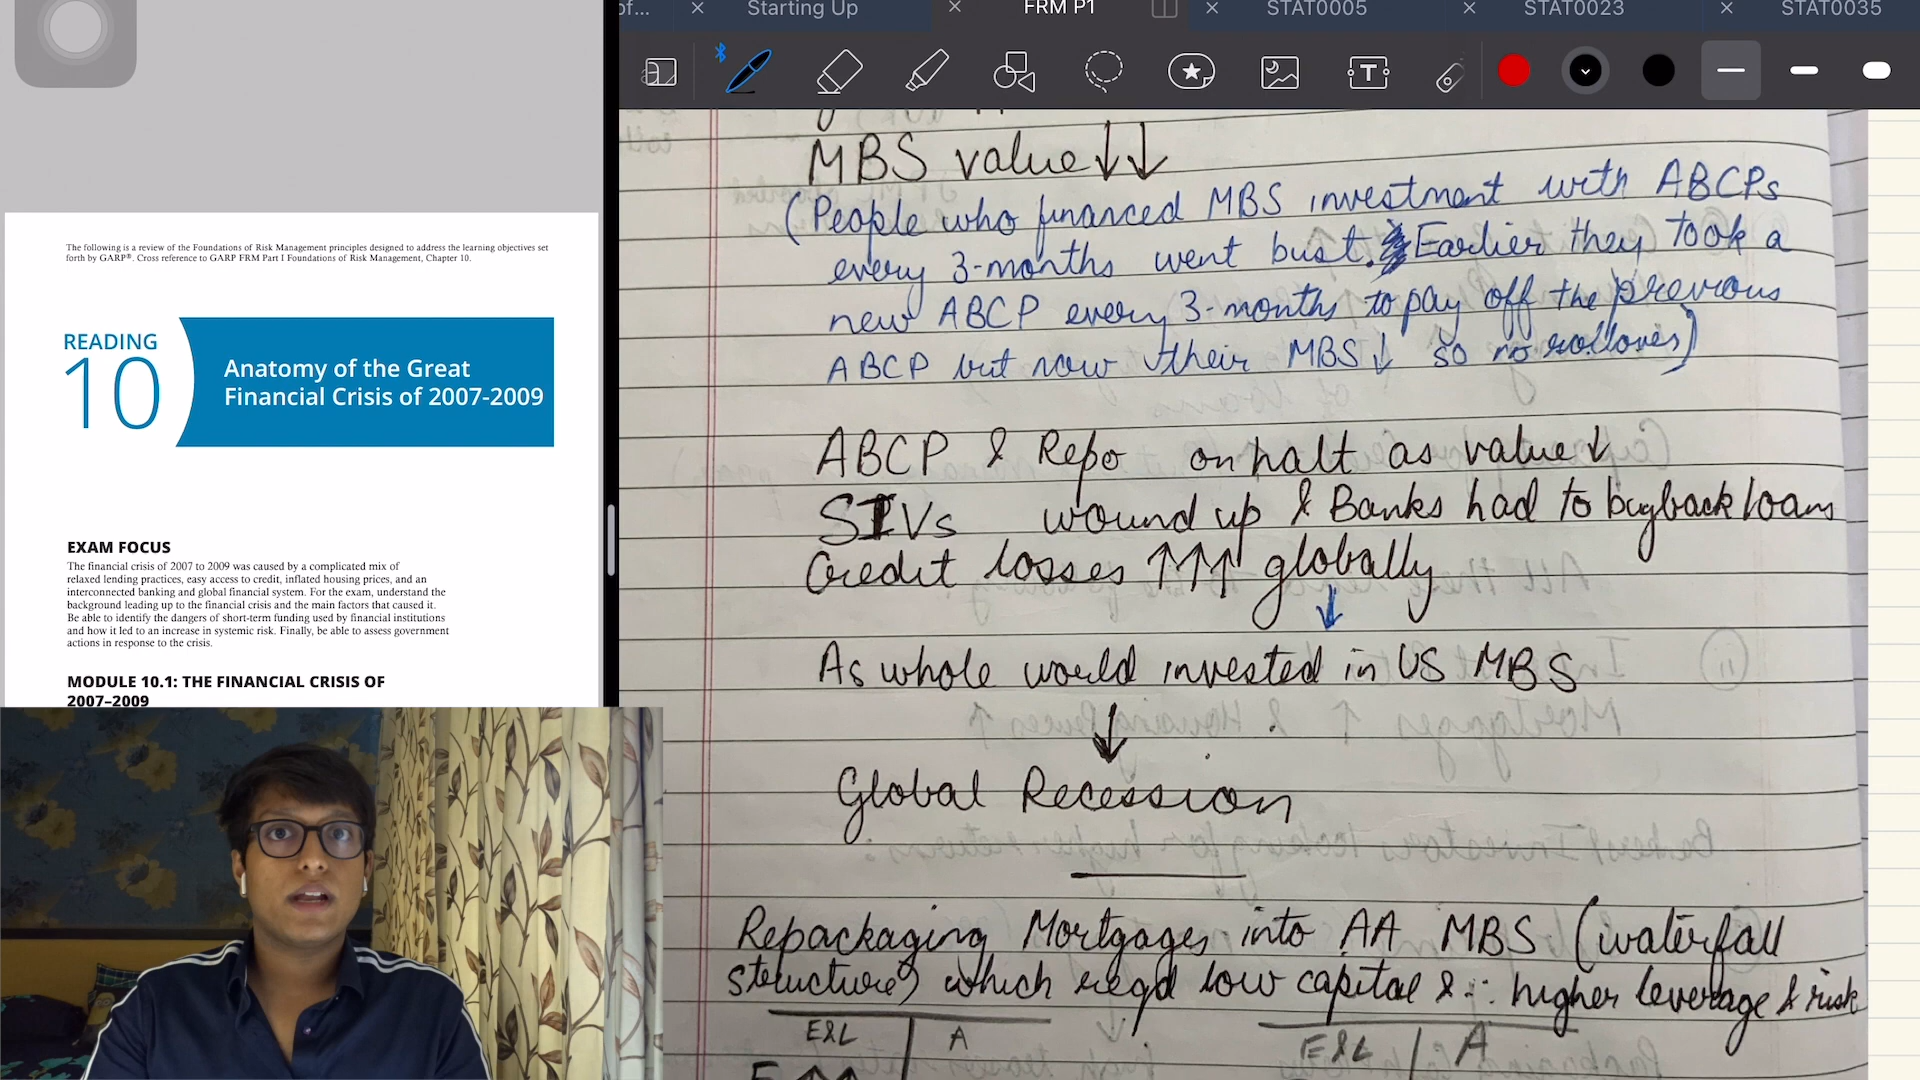 Starting Up
FRM P1
STAT0005
STAT0023
STAT0035
The following is a review of the Foundations of Risk Management principles designed to address the learning objectives set
forth by GARP®. Cross reference to GARP FRM Part I Foundations of Risk Management, Chapter 10.
READING
10
Anatomy of the Great
Financial Crisis of 2007-2009
EXAM FOCUS
The financial crisis of 2007 to 2009 was caused by a complicated mix of
relaxed lending practices, easy access to credit, inflated housing prices, and an
interconnected banking and global financial system. For the exam, understand the
background leading up to the financial crisis and the main factors that caused it.
Be able to identify the dangers of short-term funding used by financial institutions
and how it led to an increase in systemic risk. Finally, be able to assess government
actions in response to the crisis.
MODULE 10.1: THE FINANCIAL CRISIS OF
2007–2009
MBS value ↓↓
(People who financed MBS investment with ABCPs
every 3-months went bust. Earlier they took a
new ABCP every 3-months to pay off the previous
ABCP but now their MBS ↓ so no rollover)
ABCP & Repo on halt as value ↓
SIVs wound up & Banks had to buyback loans
Credit losses ↑↑↑ globally
↓
As whole world invested in US MBS
↓
Global Recession
Repackaging Mortgages into AA MBS (waterfall
structure) which reqd low capital & ∴ higher leverage & risk
E&L A
E&L A
E ↑↑